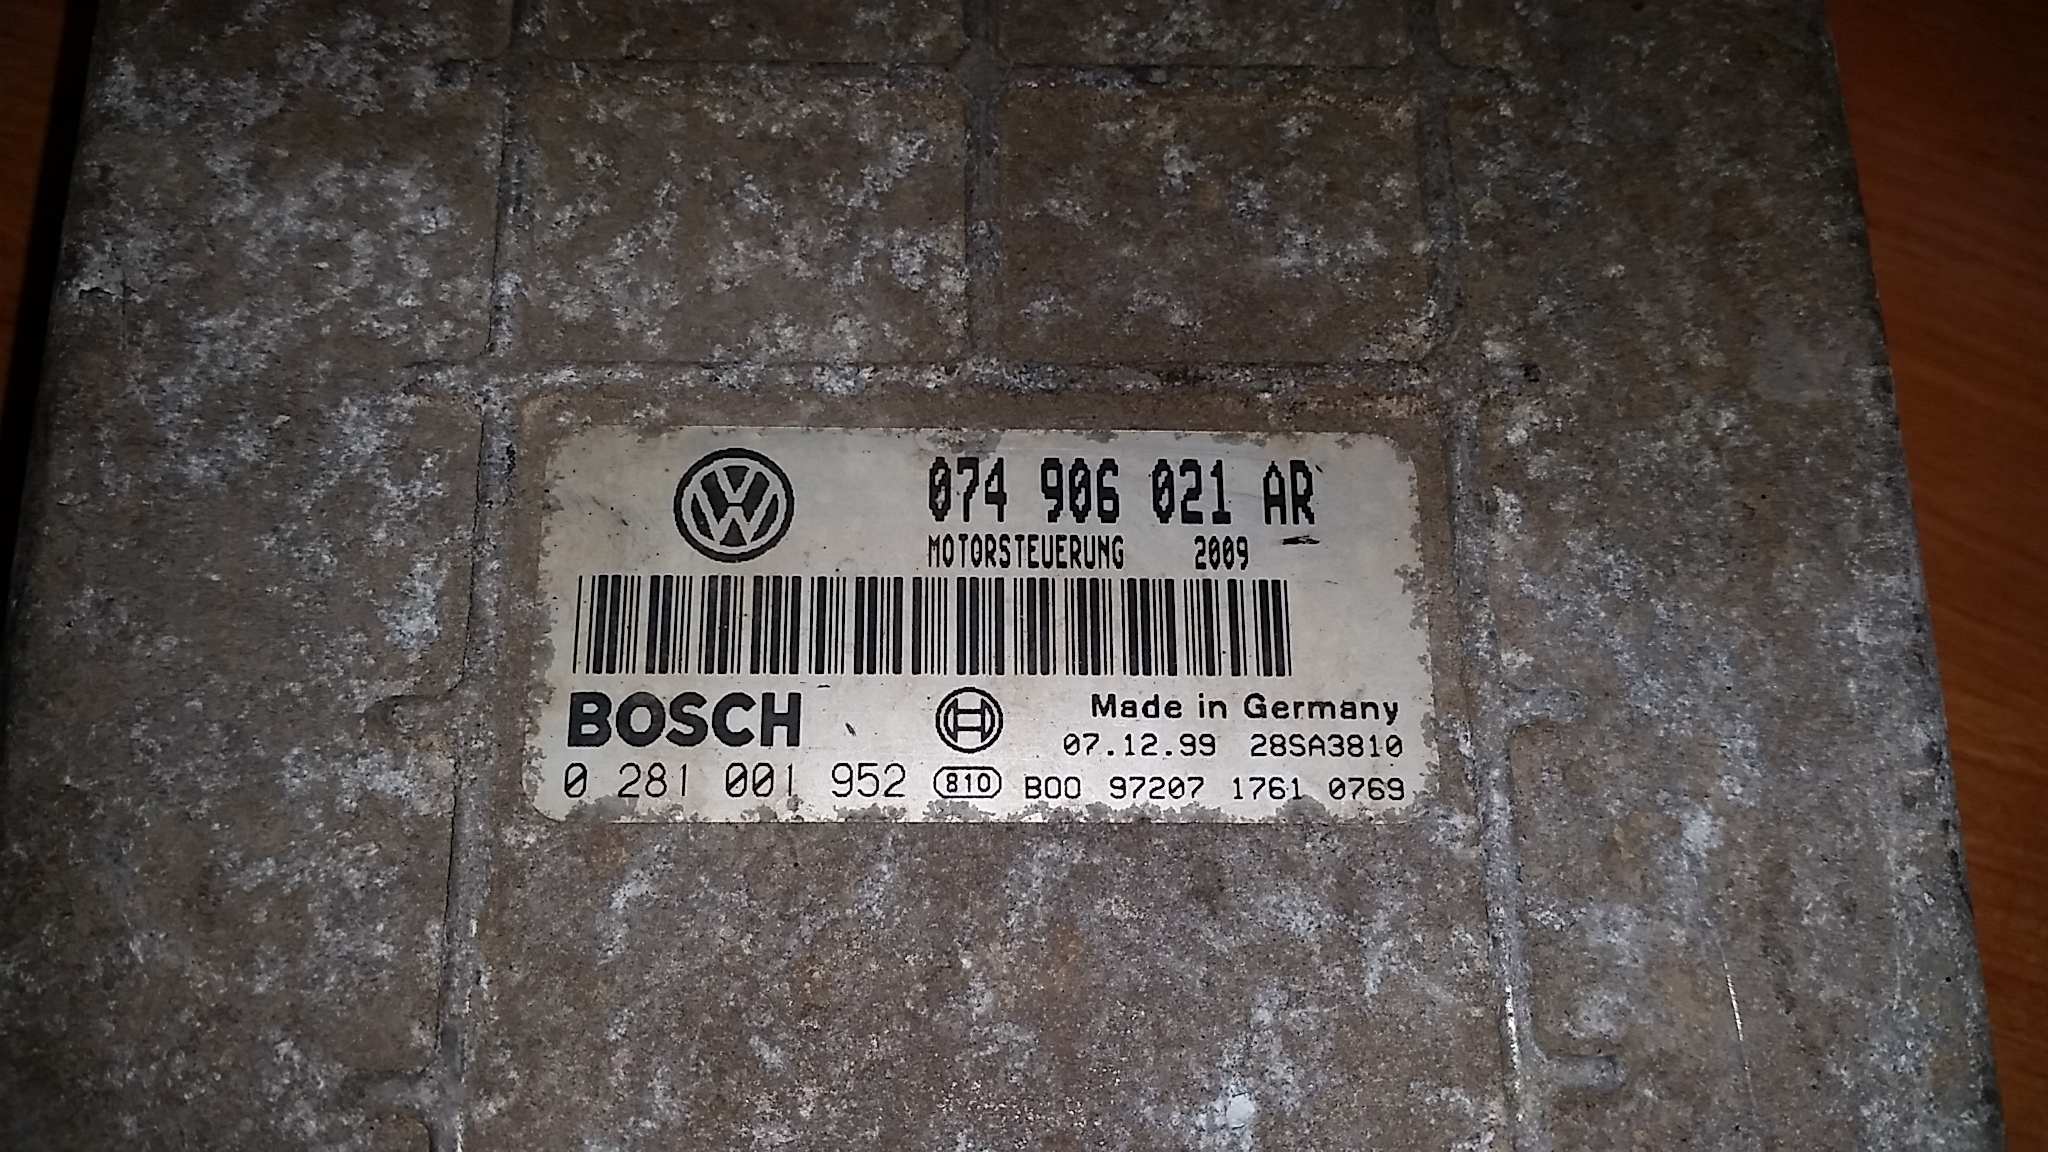 074 906 021 AR
MOTORSTEUERUNG 2009
BOSCH
Made in Germany
07.12.99 28SA3810
0 281 001 952 810 B00 97207 1761 0769